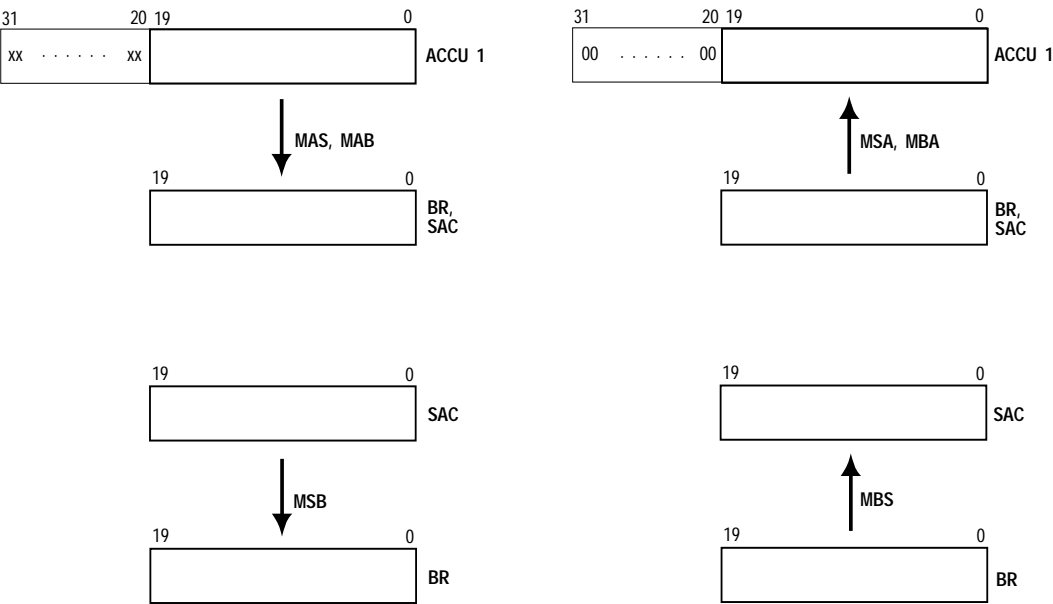 31 20 19 0
xx . . . . . . xx ACCU 1
MAS, MAB
19 0
BR,
SAC
31 20 19 0
00 . . . . . . 00 ACCU 1
MSA, MBA
19 0
BR,
SAC
19 0
SAC
MSB
19 0
BR
19 0
SAC
MBS
19 0
BR